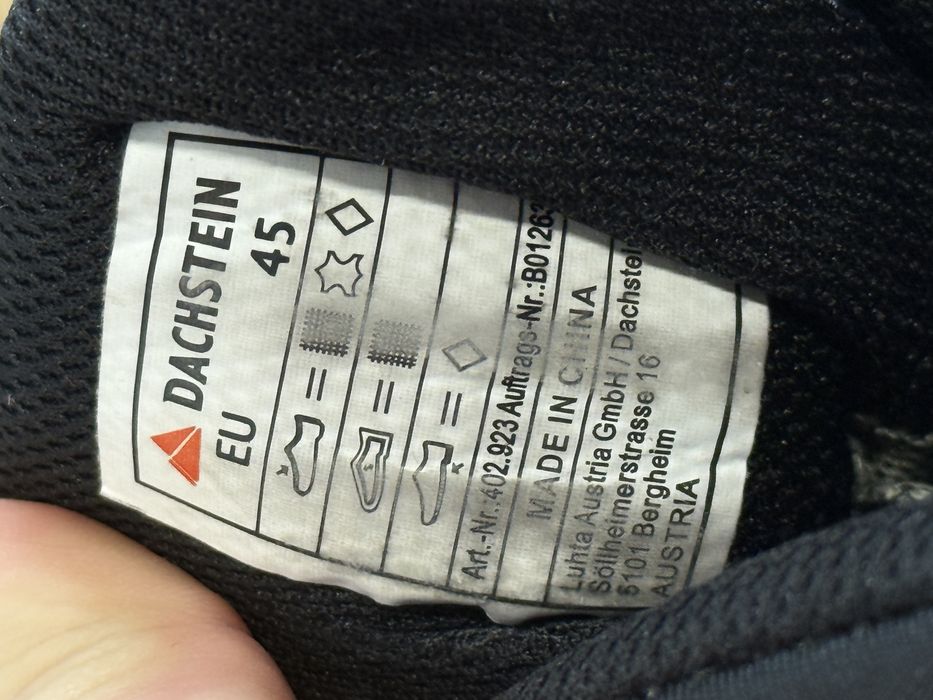 DACHSTEIN
EU 45
=
=
=
Art.-Nr.:402.923 Auftrags-Nr.:B01263
MADE IN CHINA
Luhta Austria GmbH / Dachstein
Söllheimerstrasse 16
5101 Bergheim
AUSTRIA